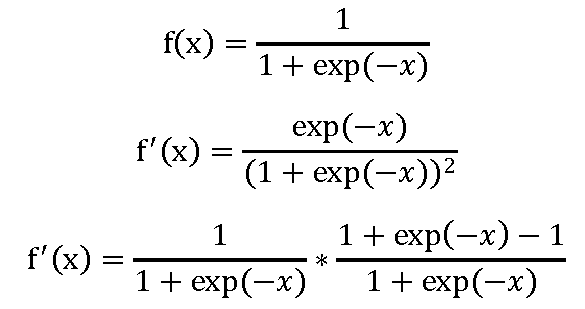 f(x) = 1 / (1 + exp(−x))
f′(x) = exp(−x) / (1 + exp(−x))²
f′(x) = 1 / (1 + exp(−x)) * (1 + exp(−x) − 1) / (1 + exp(−x))